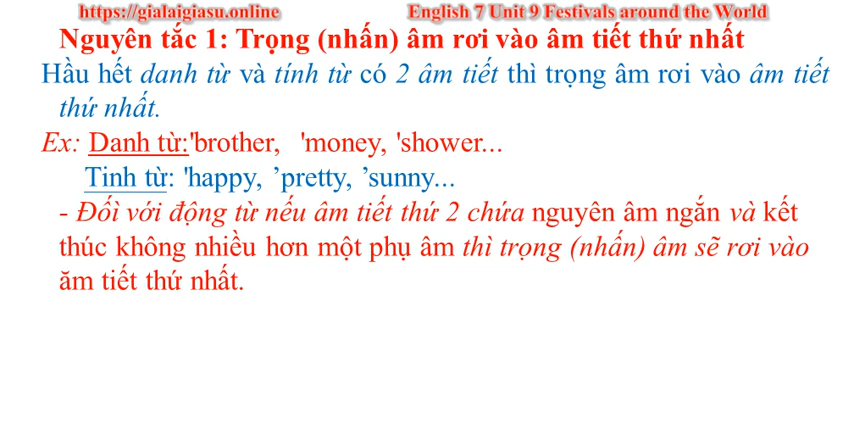 https://gialaigiasu.online English 7 Unit 9 Festivals around the World
Nguyên tắc 1: Trọng (nhấn) âm rơi vào âm tiết thứ nhất
Hầu hết danh từ và tính từ có 2 âm tiết thì trọng âm rơi vào âm tiết
thứ nhất.
Ex: Danh từ:'brother, 'money, 'shower...
Tinh từ: 'happy, ’pretty, ’sunny...
- Đối với động từ nếu âm tiết thứ 2 chứa nguyên âm ngắn và kết
thúc không nhiều hơn một phụ âm thì trọng (nhấn) âm sẽ rơi vào
ăm tiết thứ nhất.